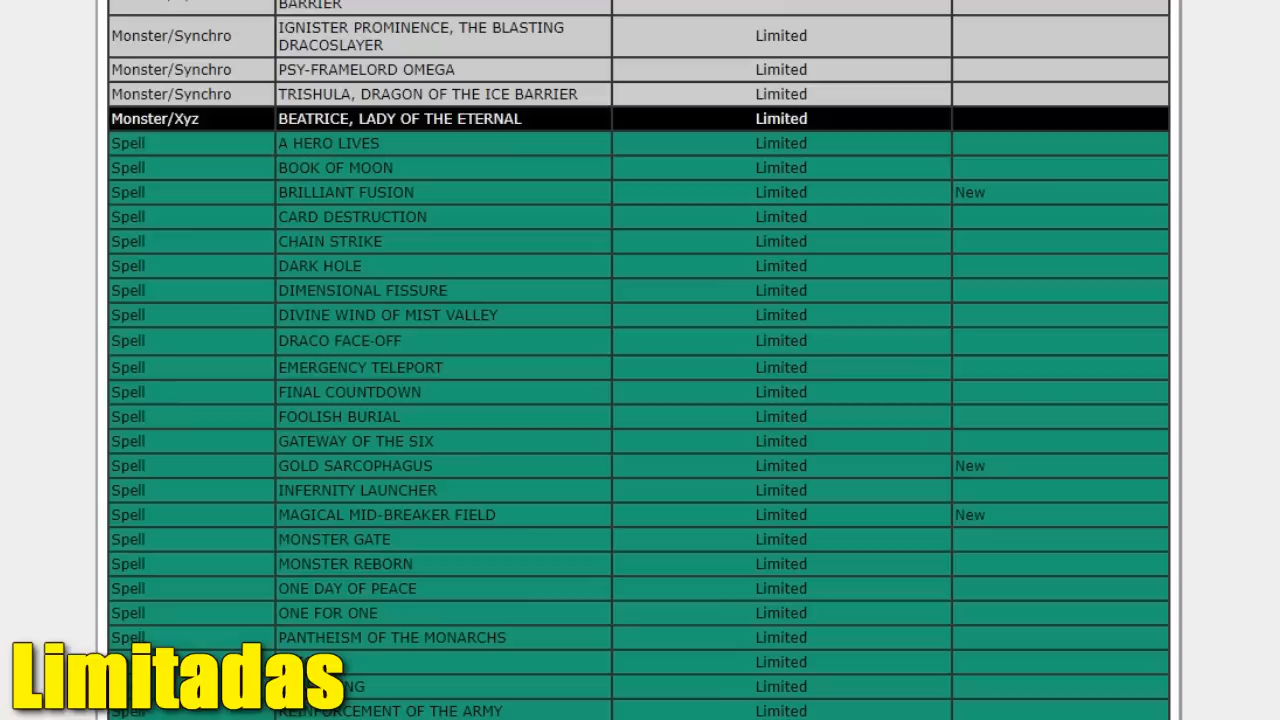 BARRIER
Monster/Synchro IGNISTER PROMINENCE, THE BLASTING DRACOSLAYER Limited
Monster/Synchro PSY-FRAMELORD OMEGA Limited
Monster/Synchro TRISHULA, DRAGON OF THE ICE BARRIER Limited
Monster/Xyz BEATRICE, LADY OF THE ETERNAL Limited
Spell A HERO LIVES Limited
Spell BOOK OF MOON Limited
Spell BRILLIANT FUSION Limited New
Spell CARD DESTRUCTION Limited
Spell CHAIN STRIKE Limited
Spell DARK HOLE Limited
Spell DIMENSIONAL FISSURE Limited
Spell DIVINE WIND OF MIST VALLEY Limited
Spell DRACO FACE-OFF Limited
Spell EMERGENCY TELEPORT Limited
Spell FINAL COUNTDOWN Limited
Spell FOOLISH BURIAL Limited
Spell GATEWAY OF THE SIX Limited
Spell GOLD SARCOPHAGUS Limited New
Spell INFERNITY LAUNCHER Limited
Spell MAGICAL MID-BREAKER FIELD Limited New
Spell MONSTER GATE Limited
Spell MONSTER REBORN Limited
Spell ONE DAY OF PEACE Limited
Spell ONE FOR ONE Limited
Spell PANTHEISM OF THE MONARCHS Limited
Limited
NG Limited
Spell REINFORCEMENT OF THE ARMY Limited
Limitadas